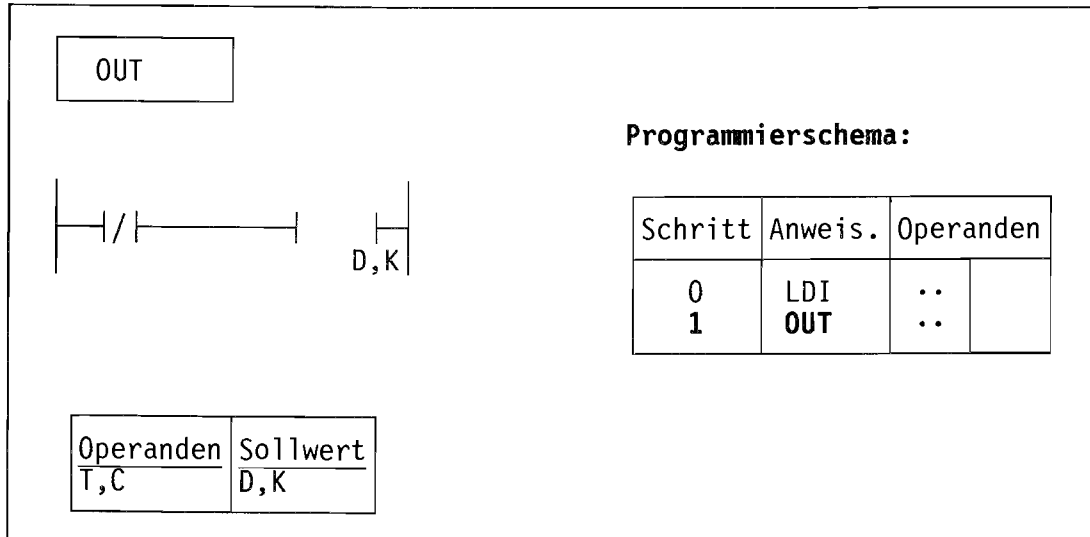 OUT
Programmierschema:
Schritt Anweis. Operanden
0 LDI ..
1 OUT ..
/
D,K
Operanden Sollwert
T,C D,K